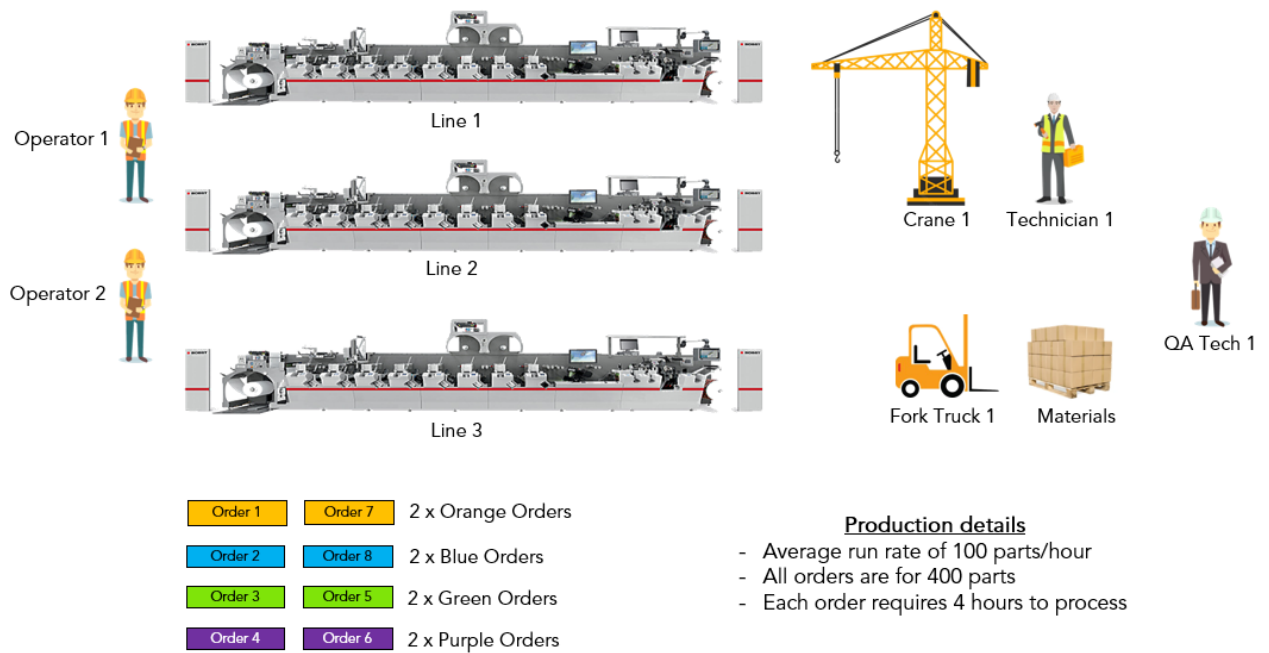 Line 1
Operator 1
Crane 1
Technician 1
Line 2
Operator 2
QA Tech 1
Fork Truck 1
Materials
Line 3
Order 1
Order 7
2 x Orange Orders
Order 2
Order 8
2 x Blue Orders
Order 3
Order 5
2 x Green Orders
Order 4
Order 6
2 x Purple Orders
Production details
- Average run rate of 100 parts/hour
- All orders are for 400 parts
- Each order requires 4 hours to process